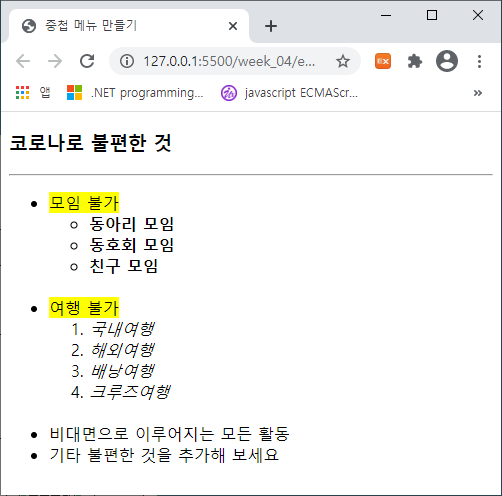 중첩 메뉴 만들기
127.0.0.1:5500/week_04/e...
앱 .NET programming... javascript ECMAScr...
코로나로 불편한 것
모임 불가
동아리 모임
동호회 모임
친구 모임
여행 불가
1. 국내여행
2. 해외여행
3. 배낭여행
4. 크루즈여행
비대면으로 이루어지는 모든 활동
기타 불편한 것을 추가해 보세요